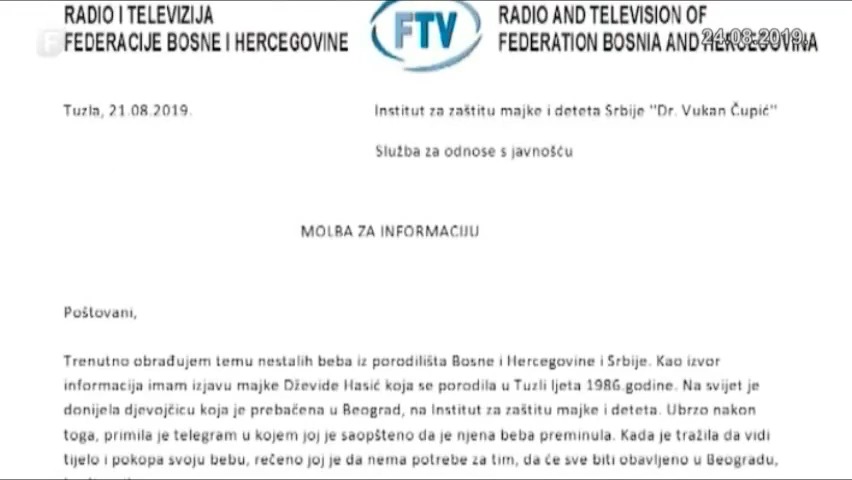 RADIO I TELEVIZIJA
FEDERACIJE BOSNE I HERCEGOVINE
FTV
RADIO AND TELEVISION OF
FEDERATION BOSNIA AND HERCEGOVINA
24.08.2019.
Tuzla, 21.08.2019.
Institut za zaštitu majke i deteta Srbije "Dr. Vukan Čupić"
Služba za odnose s javnošću
MOLBA ZA INFORMACIJU
Poštovani,
Trenutno obrađujem temu nestalih beba iz porodilišta Bosne i Hercegovine i Srbije. Kao izvor
informacija imam izjavu majke Dževide Hasić koja se porodila u Tuzli ljeta 1986.godine. Na svijet je
donijela djevojčicu koja je prebačena u Beograd, na Institut za zaštitu majke i deteta. Ubrzo nakon
toga, primila je telegram u kojem joj je saopšteno da je njena beba preminula. Kada je tražila da vidi
tijelo i pokopa svoju bebu, rečeno joj je da nema potrebe za tim, da će sve biti obavljeno u Beogradu,